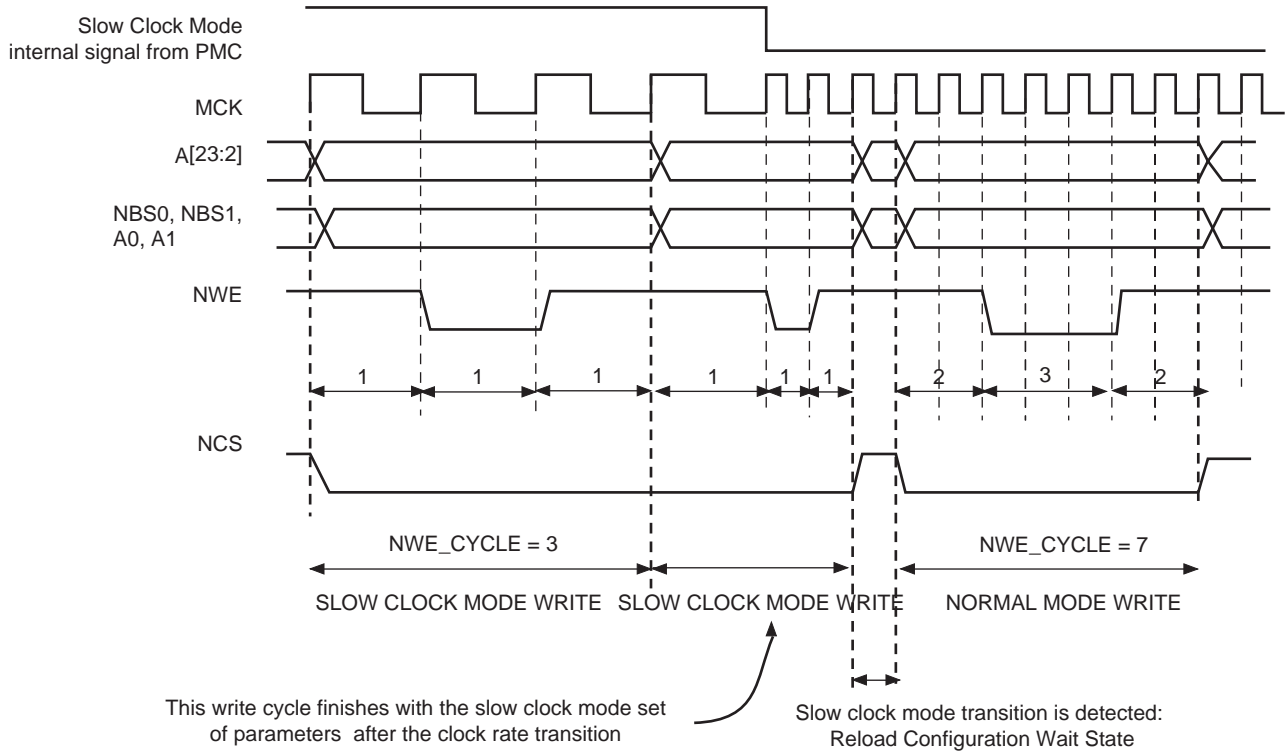 Slow Clock Mode
internal signal from PMC
MCK
A[23:2]
NBS0, NBS1,
A0, A1
NWE
1 1 1 1 1 1 2 3 2
NCS
NWE_CYCLE = 3 NWE_CYCLE = 7
SLOW CLOCK MODE WRITE SLOW CLOCK MODE WRITE NORMAL MODE WRITE
This write cycle finishes with the slow clock mode set
of parameters after the clock rate transition
Slow clock mode transition is detected:
Reload Configuration Wait State